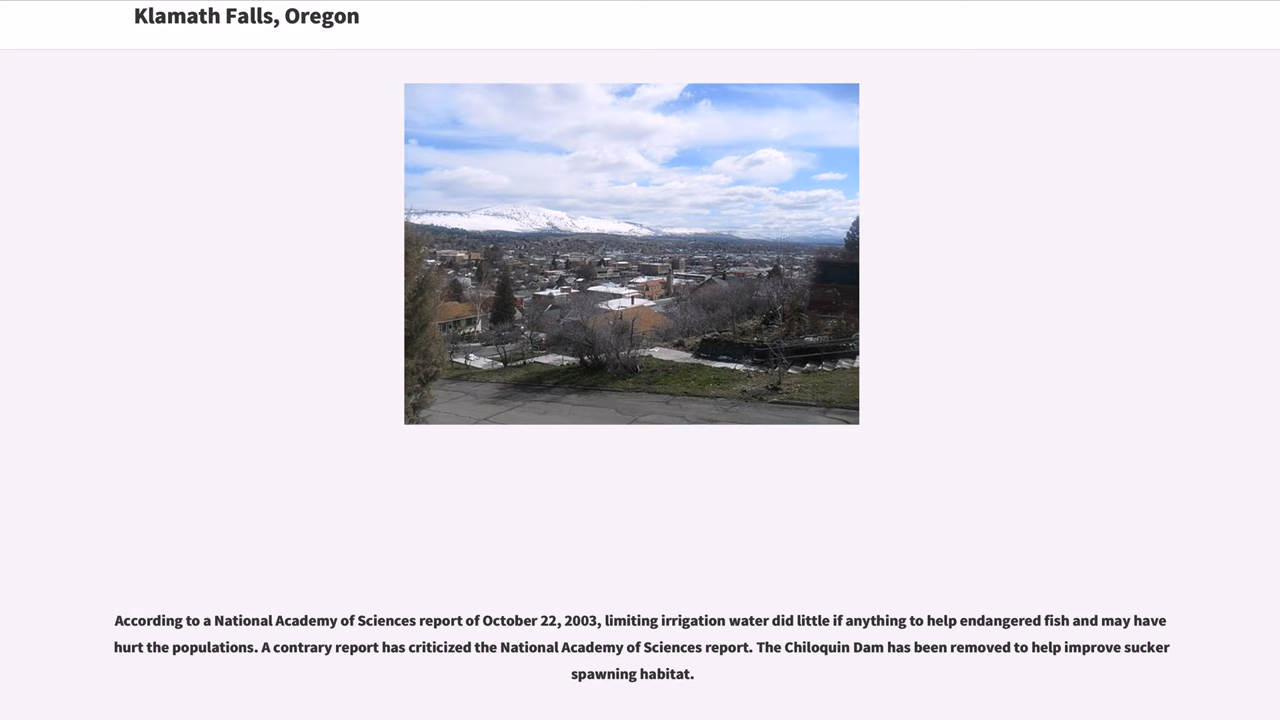 Klamath Falls, Oregon
According to a National Academy of Sciences report of October 22, 2003, limiting irrigation water did little if anything to help endangered fish and may have
hurt the populations. A contrary report has criticized the National Academy of Sciences report. The Chiloquin Dam has been removed to help improve sucker
spawning habitat.